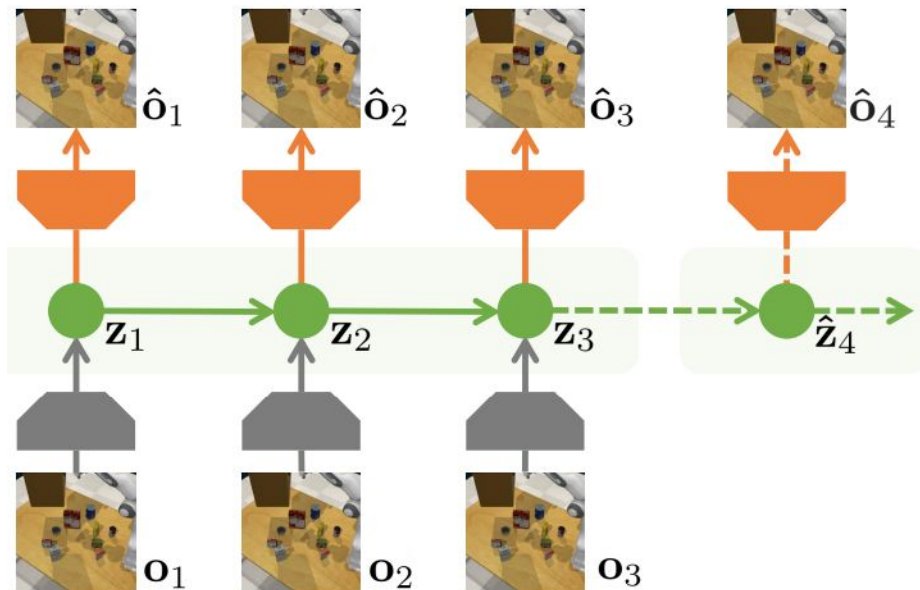 ô₁ ô₂ ô₃ ô₄
z₁ z₂ z₃ ẑ₄
o₁ o₂ o₃